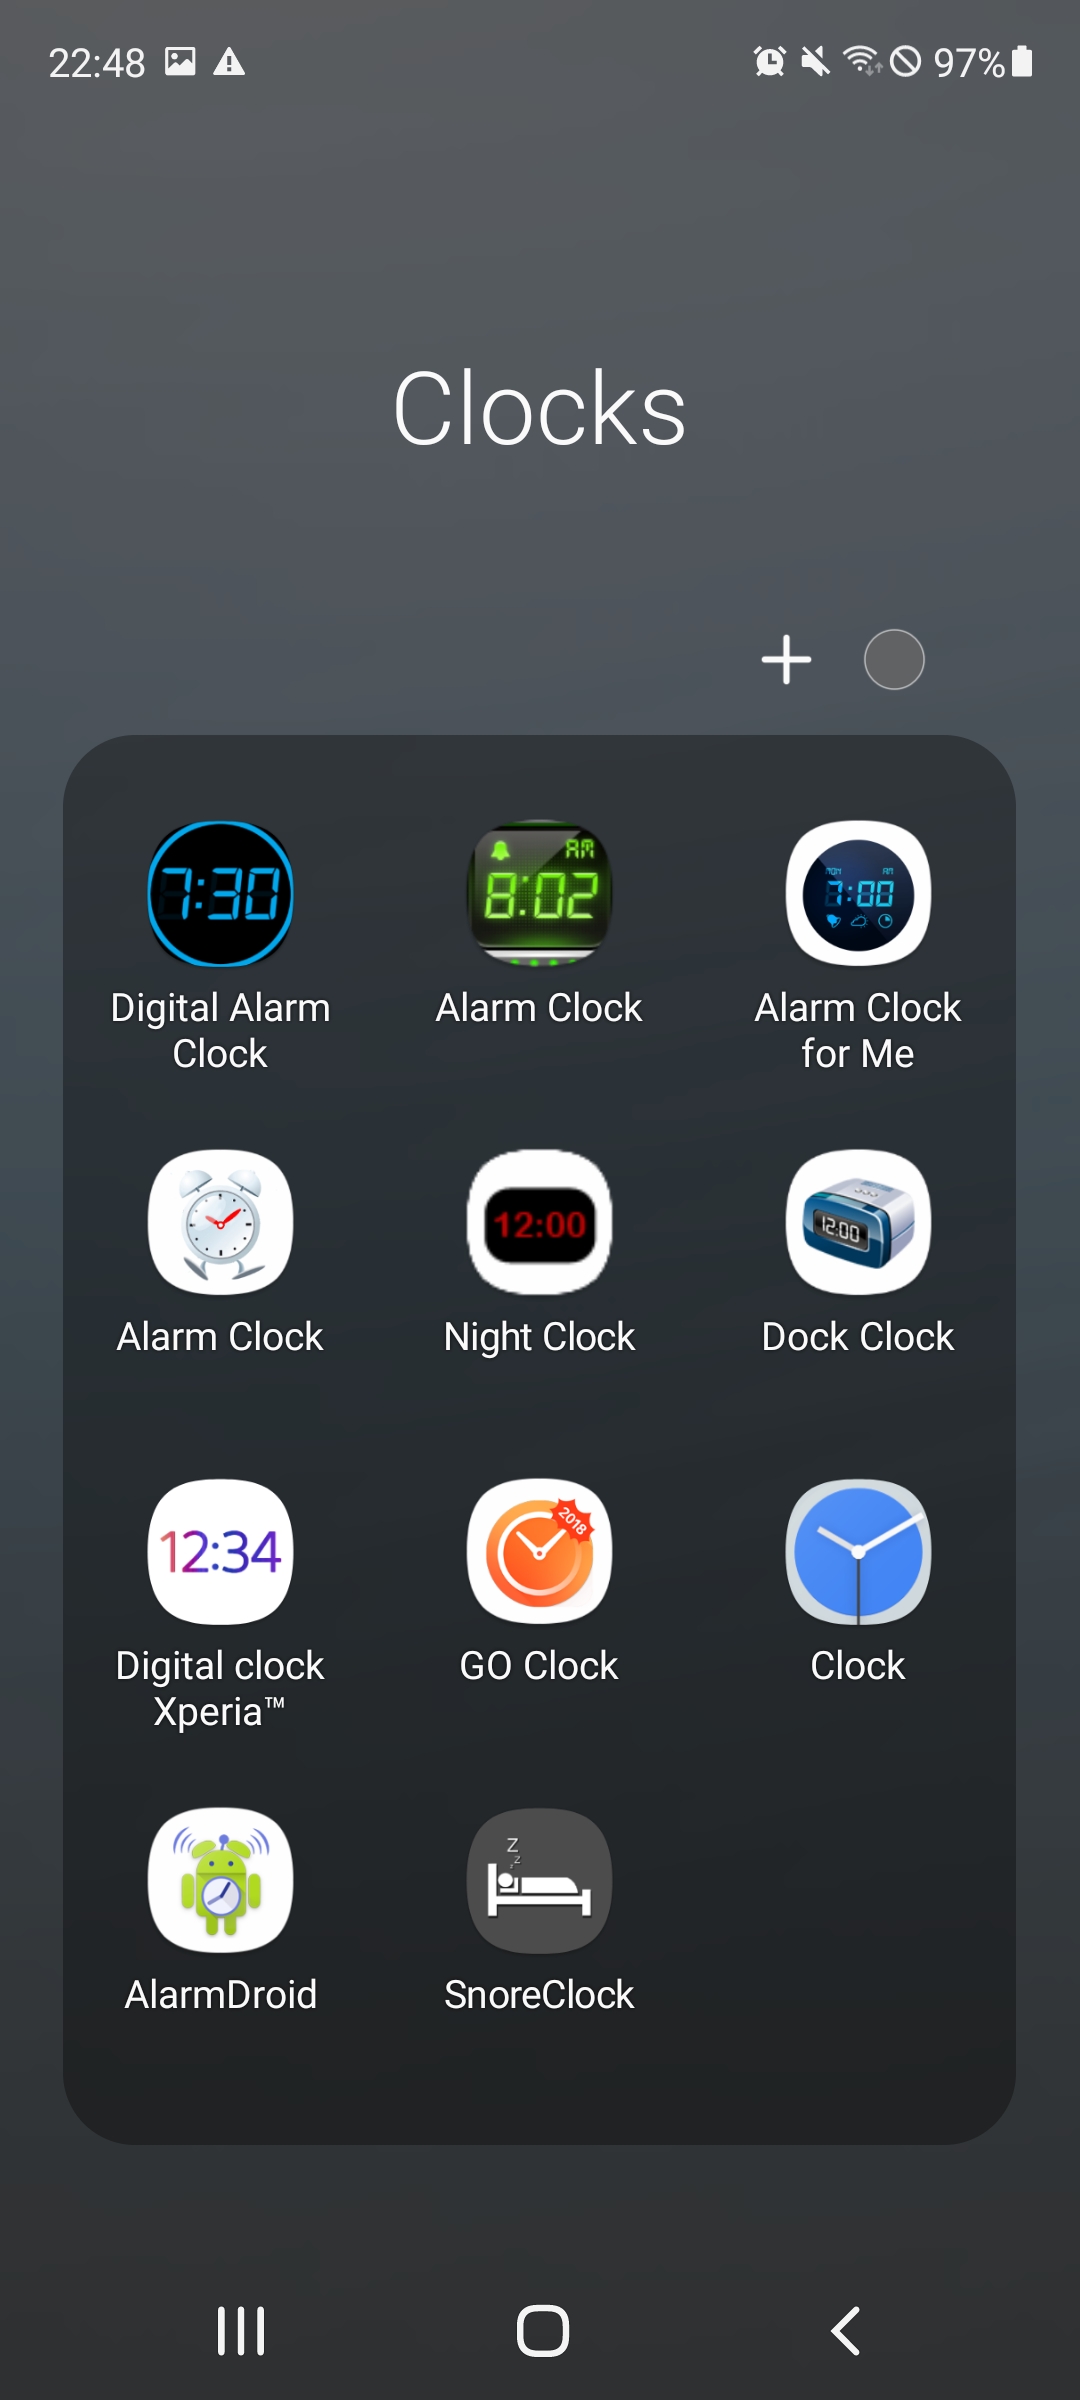 22:48 97%
Clocks
7:30 AM 8:02 MON AM 7:00
Digital Alarm Clock
Alarm Clock
Alarm Clock for Me
12:00 12:00
Alarm Clock
Night Clock
Dock Clock
12:34 2018
Digital clock Xperia™
GO Clock
Clock
Z z z
AlarmDroid
SnoreClock